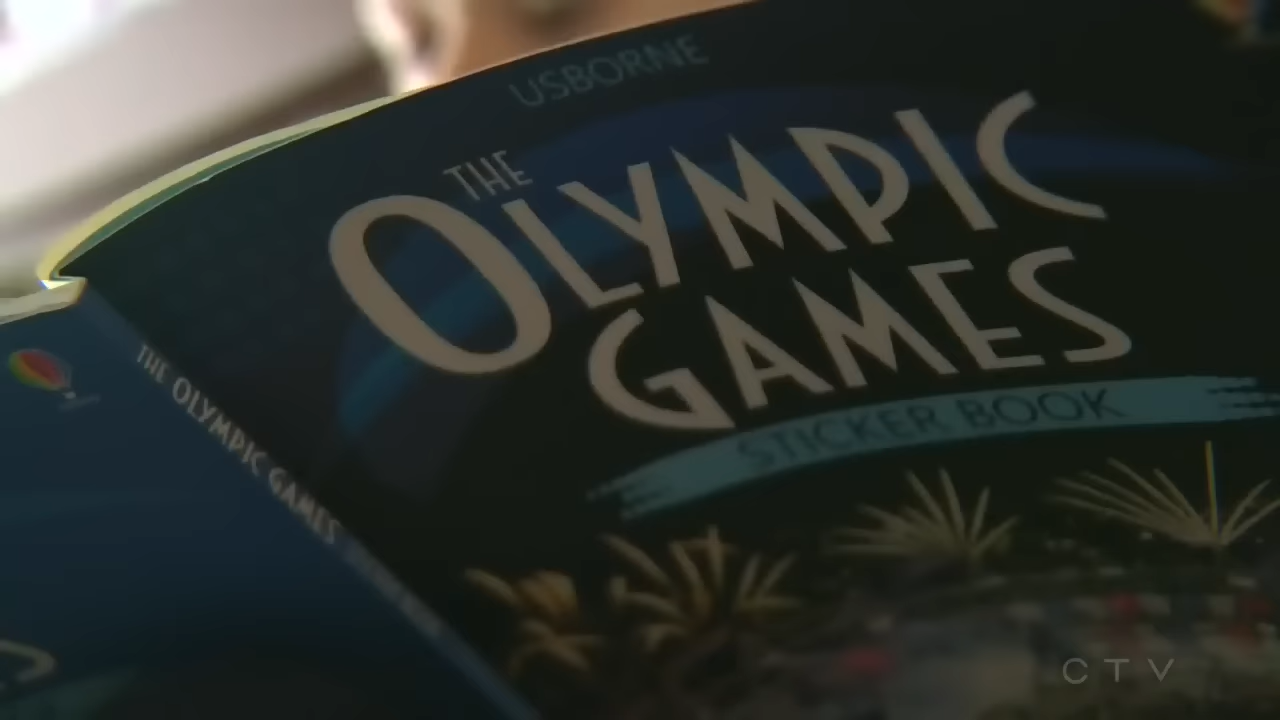 USBORNE
THE
OLYMPIC
GAMES
STICKER BOOK
THE OLYMPIC GAMES
CTV